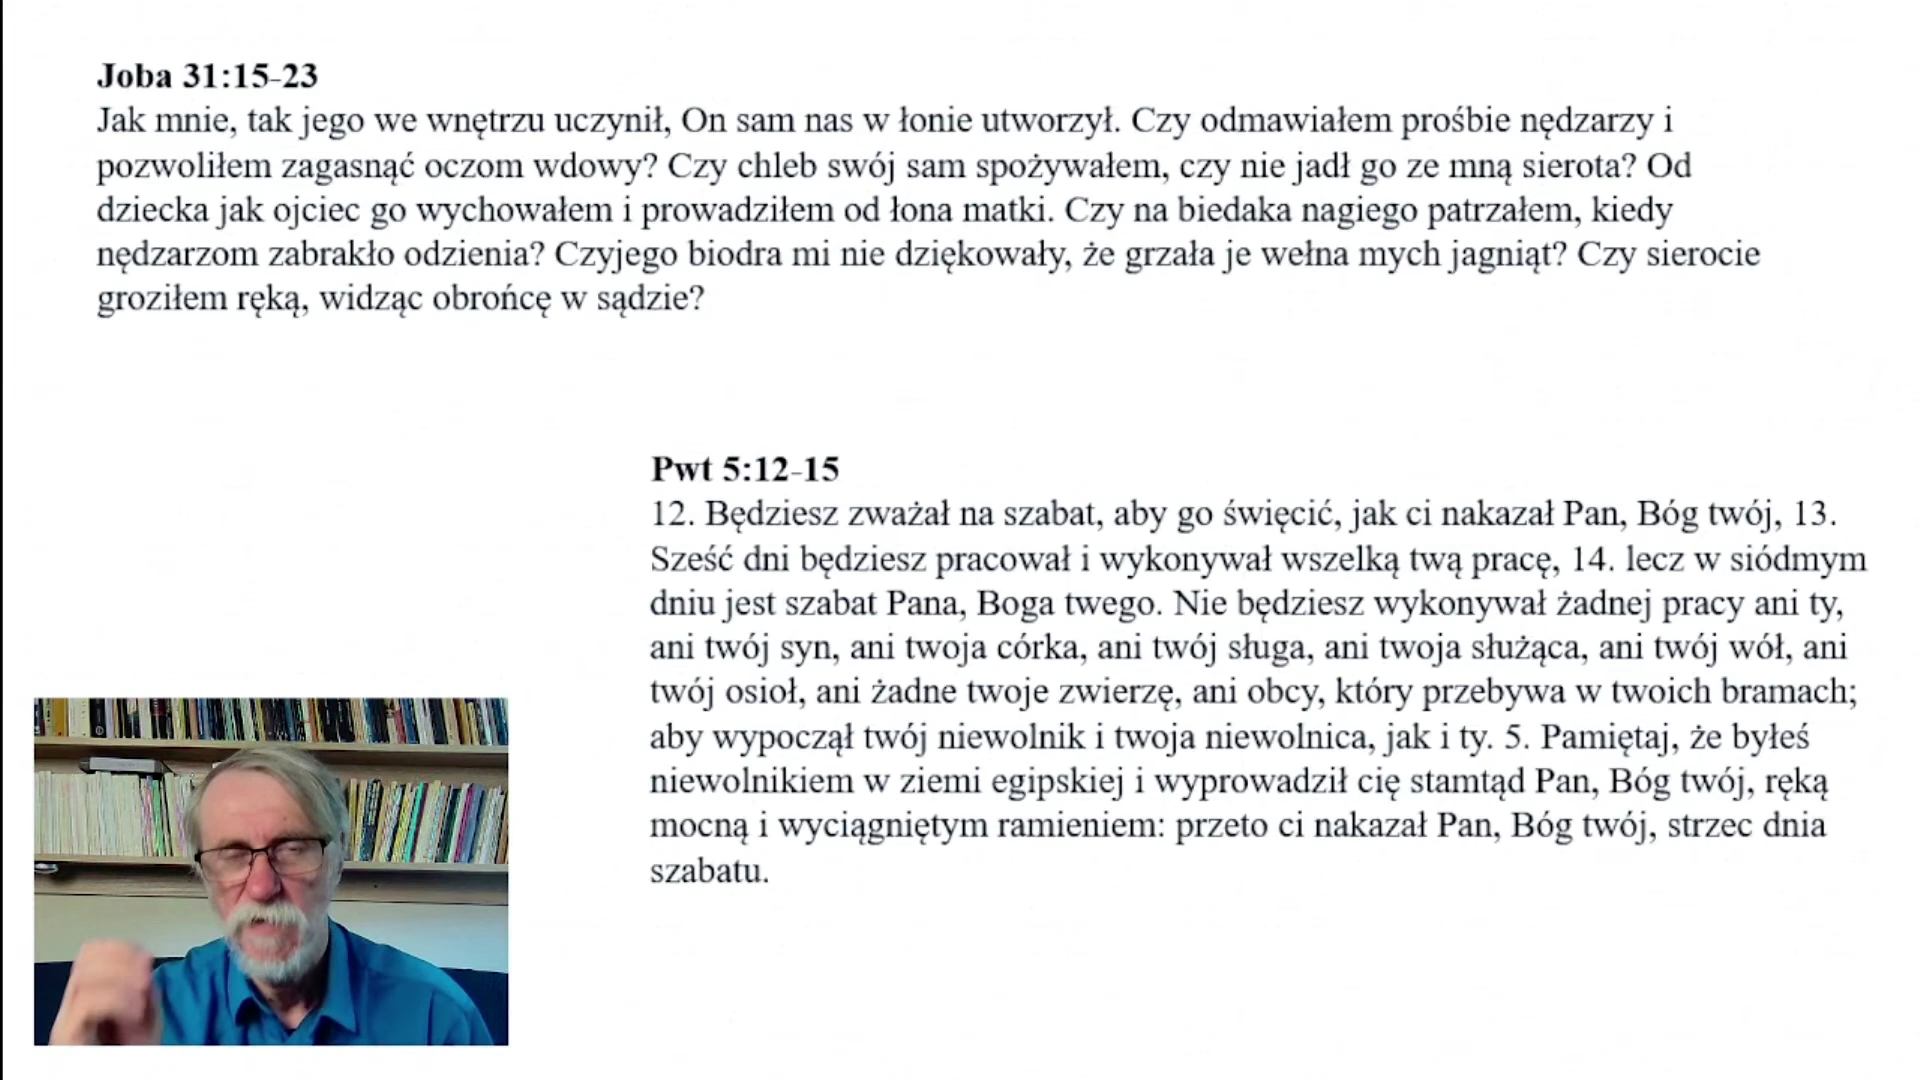 Joba 31:15-23
Jak mnie, tak jego we wnętrzu uczynił, On sam nas w łonie utworzył. Czy odmawiałem prośbie nędzarzy i
pozwoliłem zagasnąć oczom wdowy? Czy chleb swój sam spożywałem, czy nie jadł go ze mną sierota? Od
dziecka jak ojciec go wychowałem i prowadziłem od łona matki. Czy na biedaka nagiego patrzałem, kiedy
nędzarzom zabrakło odzienia? Czyjego biodra mi nie dziękowały, że grzała je wełna mych jagniąt? Czy sierocie
groziłem ręką, widząc obrońcę w sądzie?
Pwt 5:12-15
12. Będziesz zważał na szabat, aby go święcić, jak ci nakazał Pan, Bóg twój, 13.
Sześć dni będziesz pracował i wykonywał wszelką twą pracę, 14. lecz w siódmym
dniu jest szabat Pana, Boga twego. Nie będziesz wykonywał żadnej pracy ani ty,
ani twój syn, ani twoja córka, ani twój sługa, ani twoja służąca, ani twój wół, ani
twój osioł, ani żadne twoje zwierzę, ani obcy, który przebywa w twoich bramach;
aby wypoczął twój niewolnik i twoja niewolnica, jak i ty. 5. Pamiętaj, że byłeś
niewolnikiem w ziemi egipskiej i wyprowadził cię stamtąd Pan, Bóg twój, ręką
mocną i wyciągniętym ramieniem: przeto ci nakazał Pan, Bóg twój, strzec dnia
szabatu.